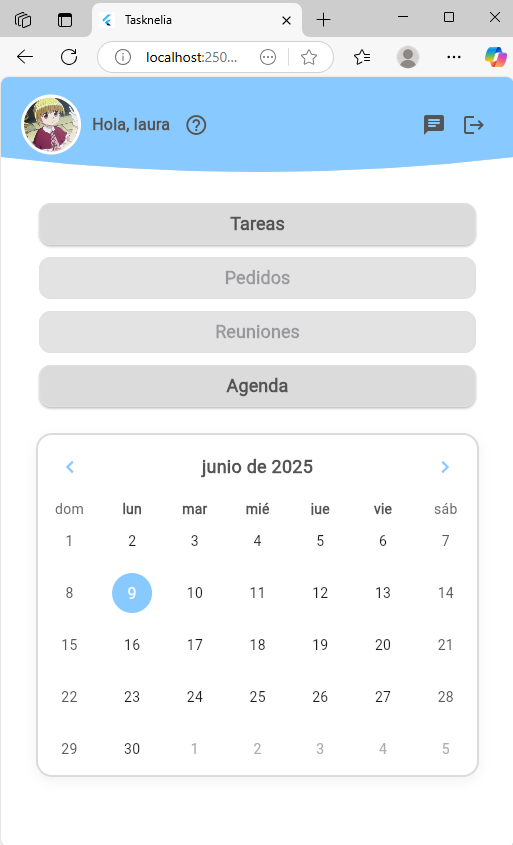 Tasknelia
localhost:250...
Hola, laura
Tareas
Pedidos
Reuniones
Agenda
junio de 2025
dom lun mar mié jue vie sáb
1 2 3 4 5 6 7
8 9 10 11 12 13 14
15 16 17 18 19 20 21
22 23 24 25 26 27 28
29 30 1 2 3 4 5